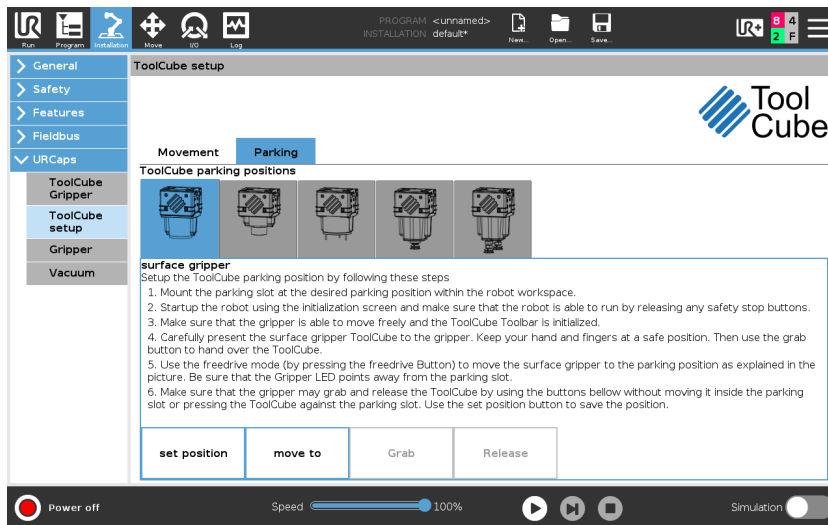 PROGRAM <unnamed>
INSTALLATION default*
Run
Program
Installation
Move
I/O
Log
New...
Open...
Save...
UR+
8 4
2 F
General
Safety
Features
Fieldbus
URCaps
ToolCube
Gripper
ToolCube
setup
Gripper
Vacuum
ToolCube setup
Tool
Cube
Movement
Parking
ToolCube parking positions
surface gripper
Setup the ToolCube parking position by following these steps
1. Mount the parking slot at the desired parking position within the robot workspace.
2. Startup the robot using the initialization screen and make sure that the robot is able to run by releasing any safety stop buttons.
3. Make sure that the gripper is able to move freely and the ToolCube Toolbar is initialized.
4. Carefully present the surface gripper ToolCube to the gripper. Keep your hand and fingers at a safe position. Then use the grab
button to hand over the ToolCube.
5. Use the freedrive mode (by pressing the freedrive Button) to move the surface gripper to the parking position as explained in the
picture. Be sure that the Gripper LED points away from the parking slot.
6. Make sure that the gripper may grab and release the ToolCube by using the buttons bellow without moving it inside the parking
slot or pressing the ToolCube against the parking slot. Use the set position button to save the position.
set position
move to
Grab
Release
Power off
Speed
100%
Simulation